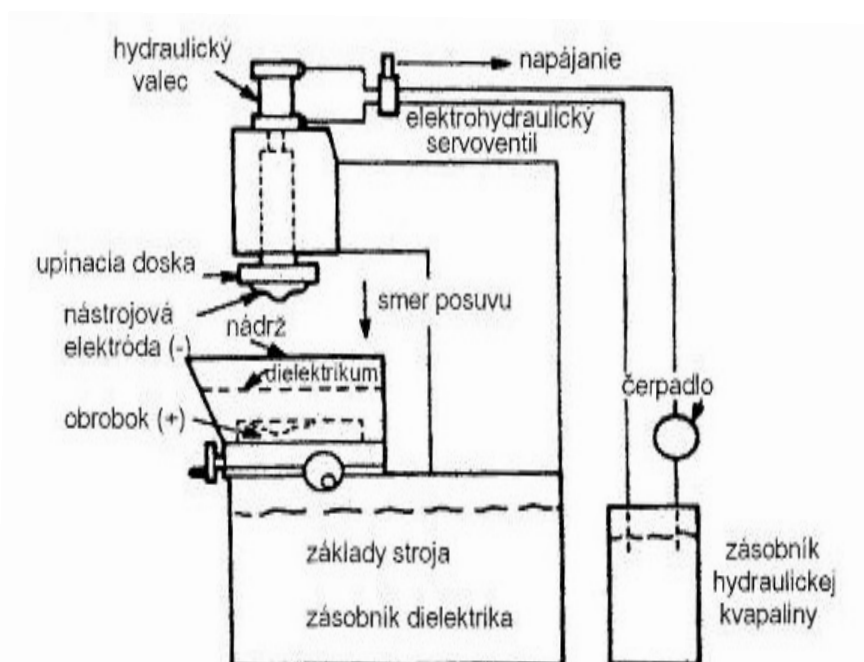 hydraulický
valec
napájanie
elektrohydraulický
servoventil
upinacia doska
nástrojová
elektróda (-)
nádrž
smer posuvu
dielektrikum
obrobok (+)
čerpadlo
základy stroja
zásobník dielektrika
zásobník
hydraulickej
kvapaliny